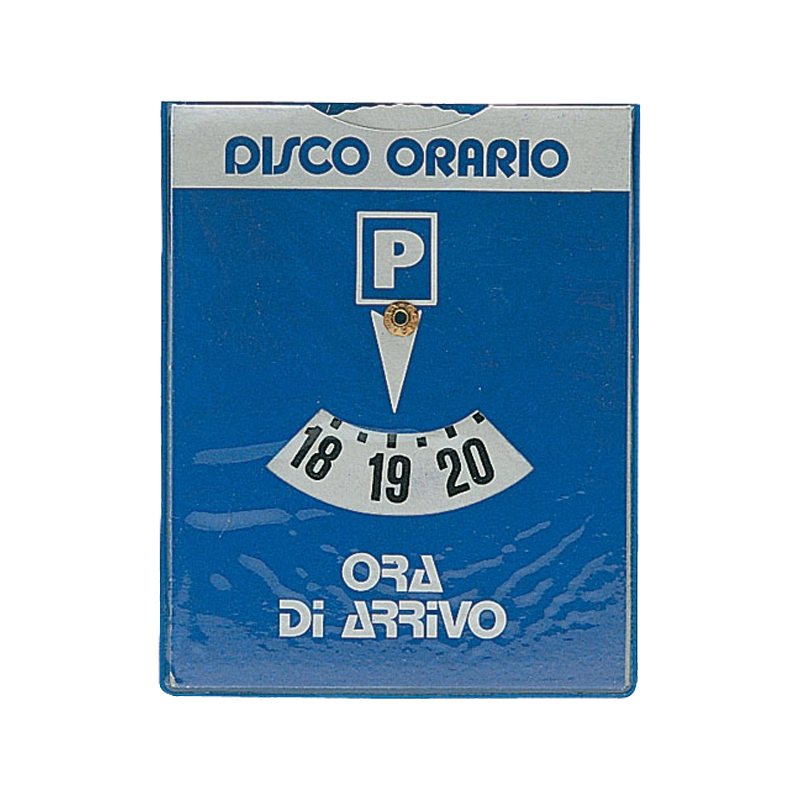 DISCO ORARIO
P
18 19 20
ORA
Di ARRiVO